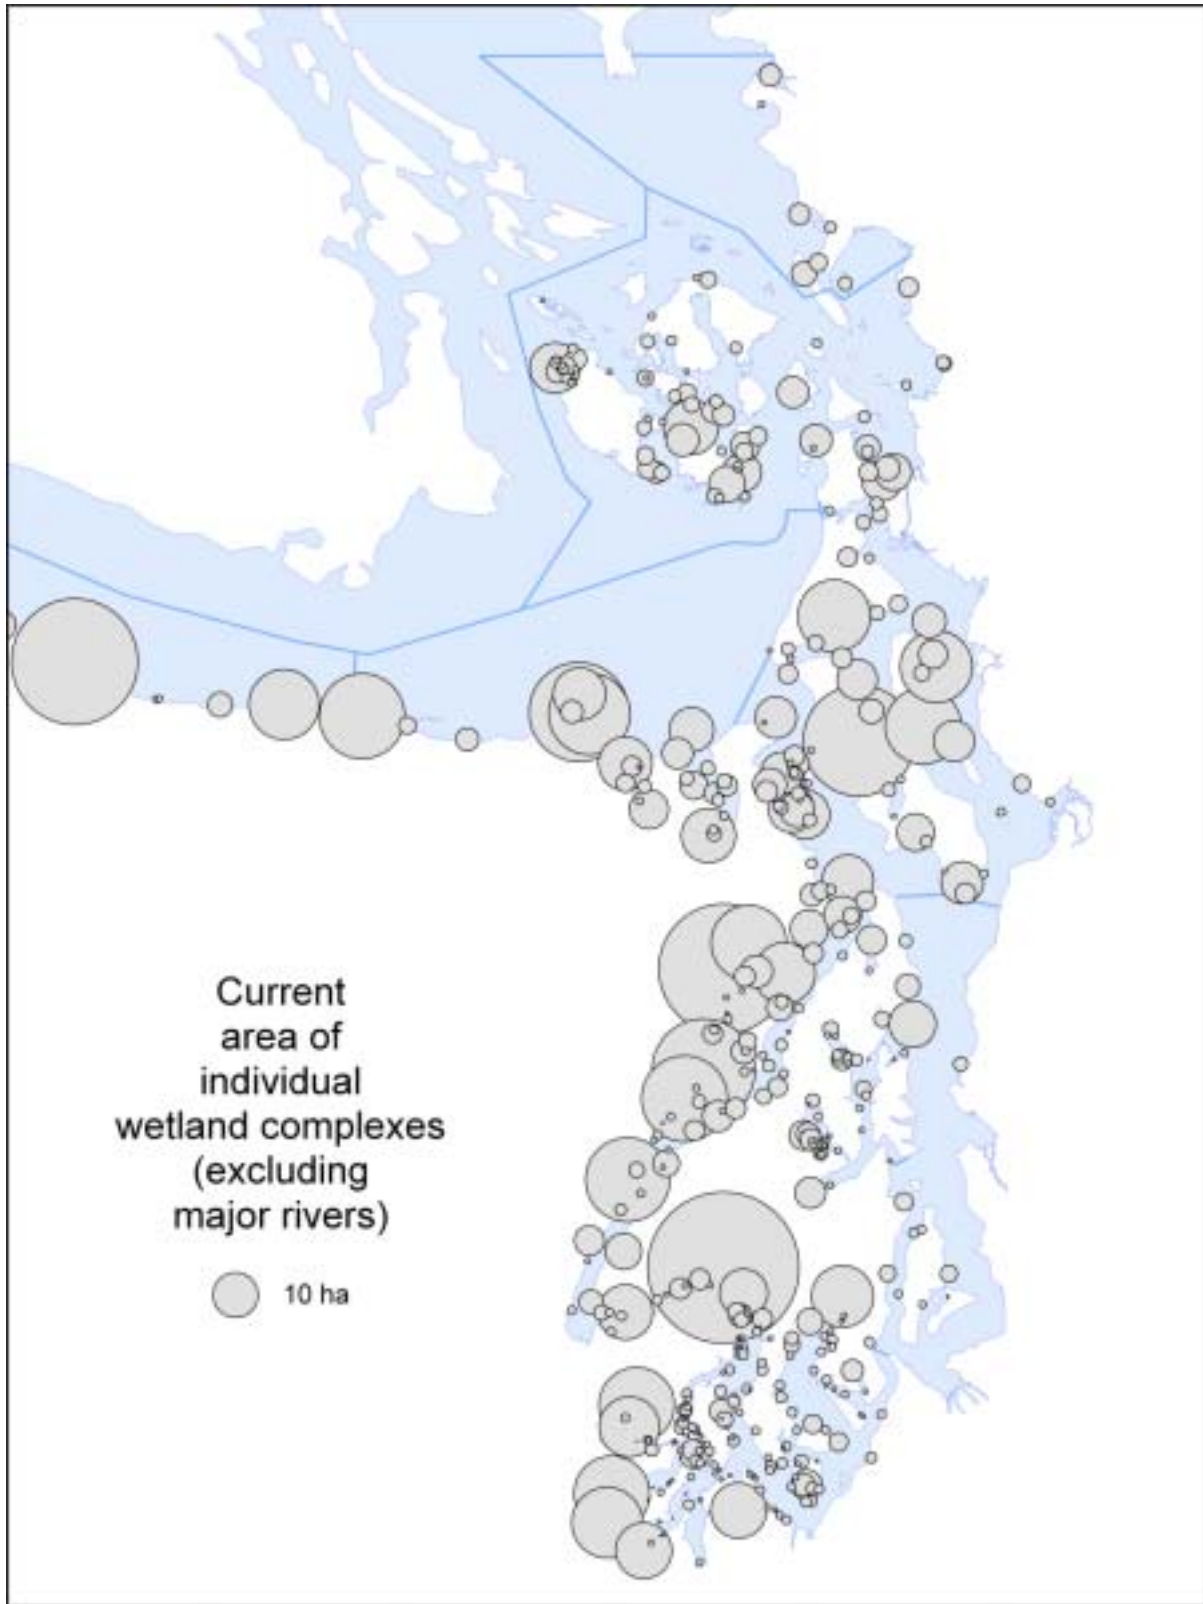 Current
area of
individual
wetland complexes
(excluding
major rivers)
10 ha